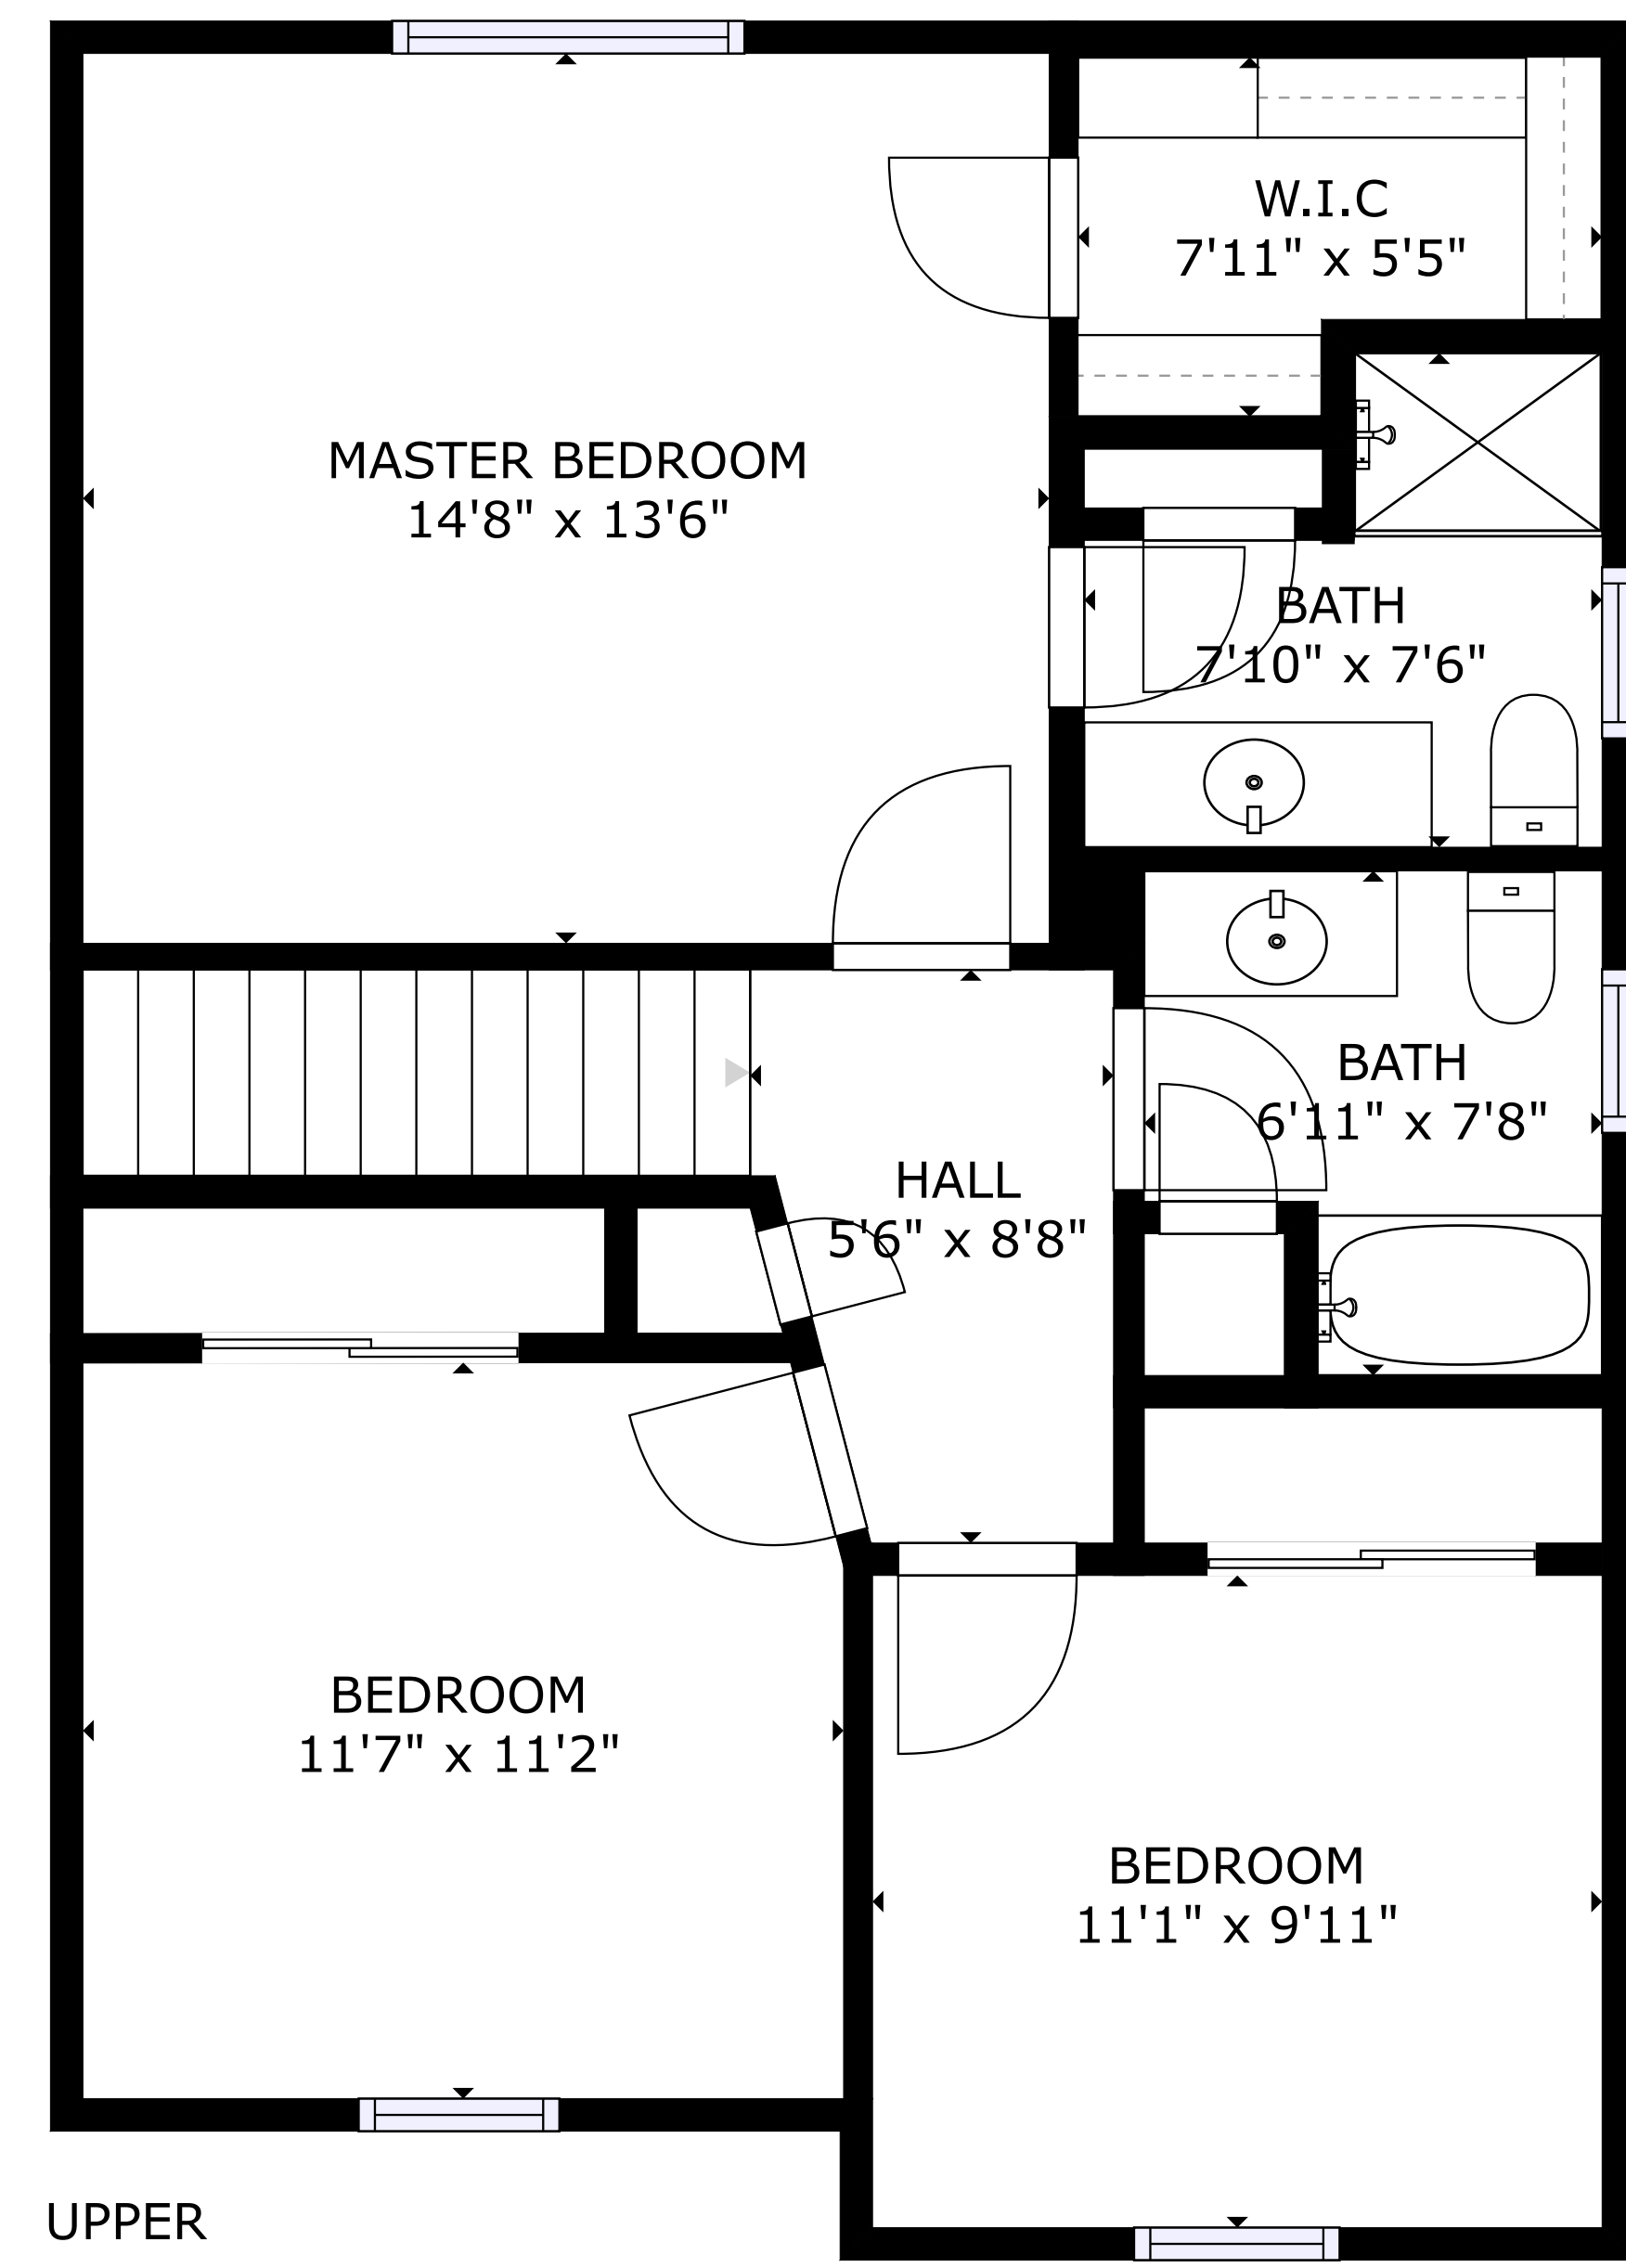 W.I.C
7'11" x 5'5"
MASTER BEDROOM
14'8" x 13'6"
BATH
7'10" x 7'6"
BATH
6'11" x 7'8"
HALL
5'6" x 8'8"
BEDROOM
11'7" x 11'2"
BEDROOM
11'1" x 9'11"
UPPER